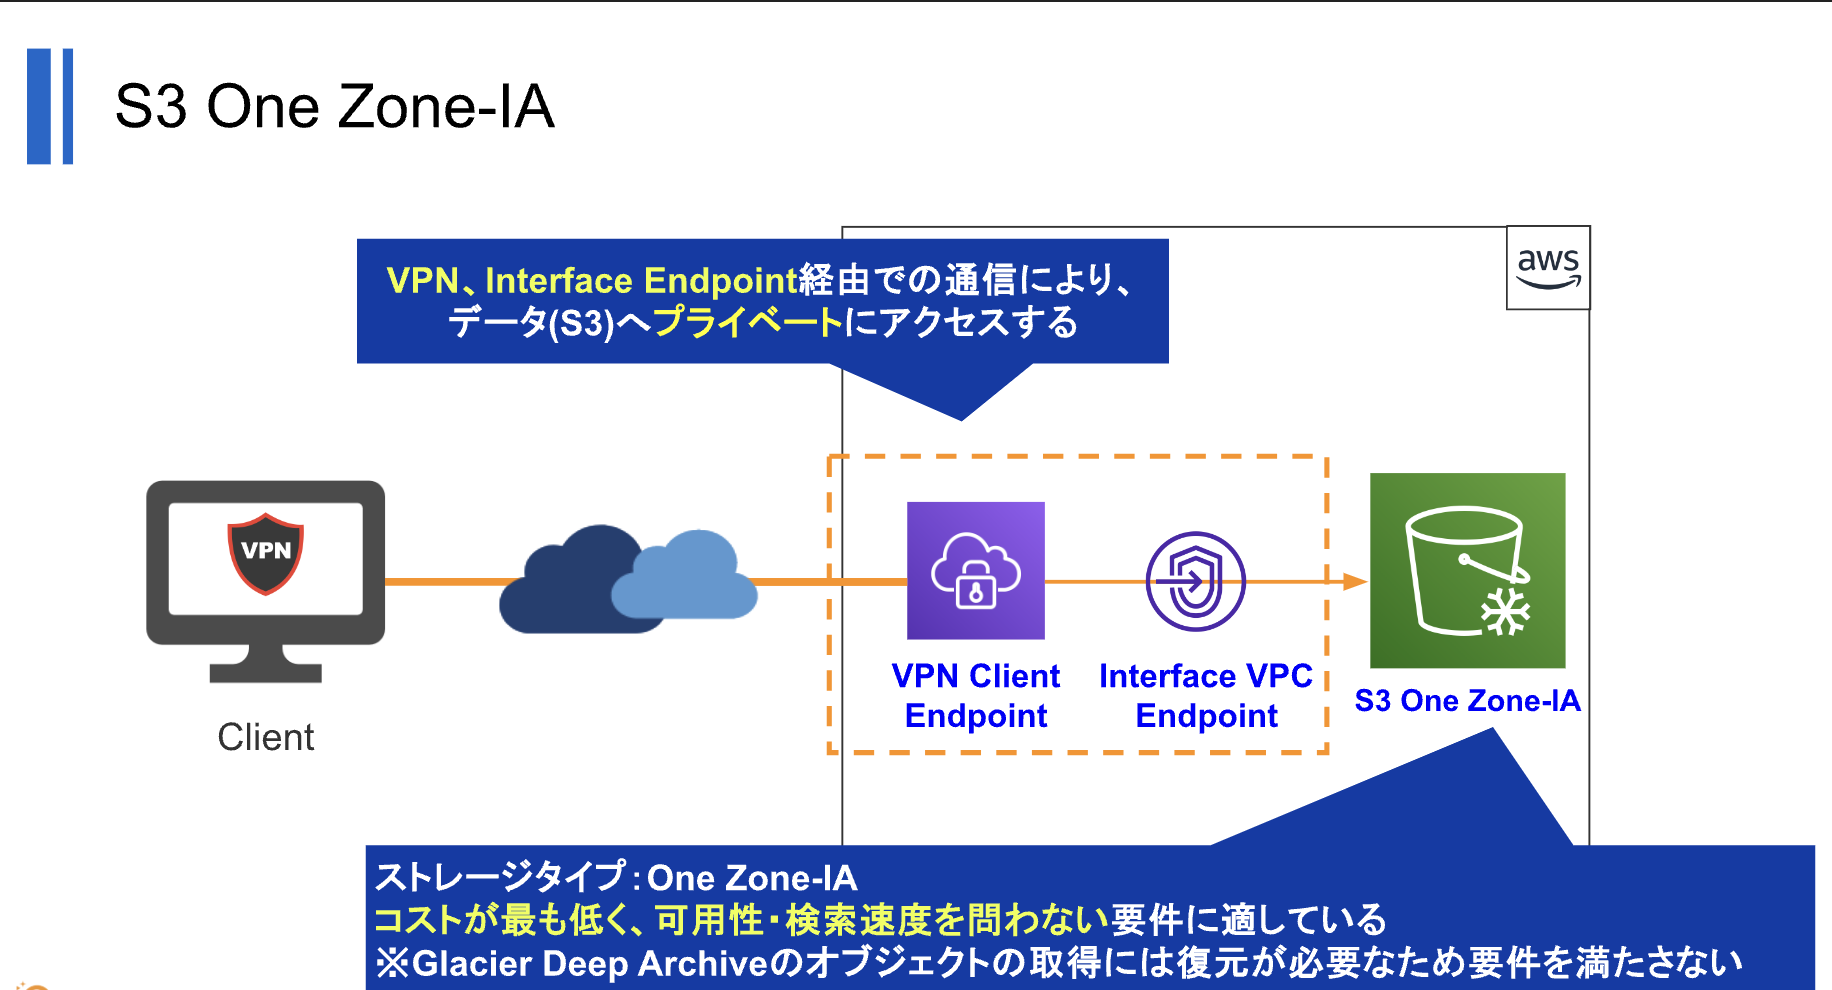 S3 One Zone-IA
aws
VPN、Interface Endpoint経由での通信により、
データ(S3)へプライベートにアクセスする
VPN
VPN Client
Endpoint
Interface VPC
Endpoint
S3 One Zone-IA
Client
ストレージタイプ：One Zone-IA
コストが最も低く、可用性・検索速度を問わない要件に適している
※Glacier Deep Archiveのオブジェクトの取得には復元が必要なため要件を満たさない